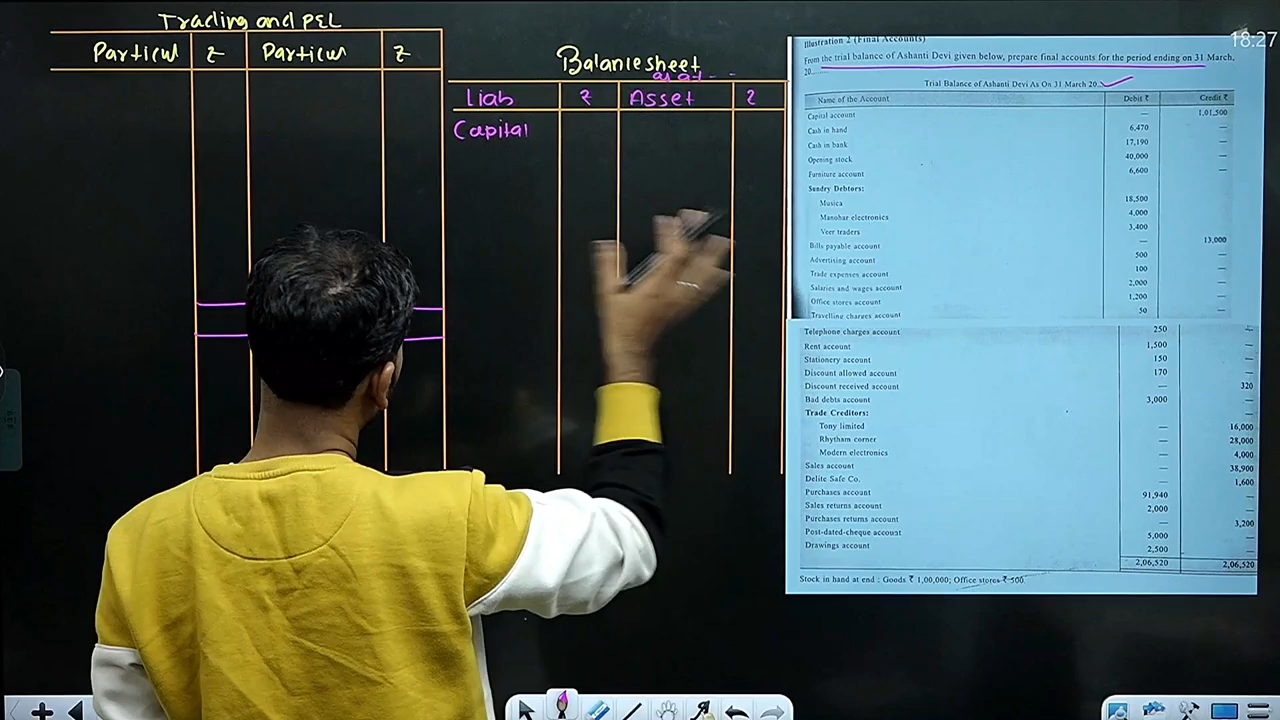 Trading and P&L
Particul ₹ Particus ₹
Balanie sheet
as at - - -
Liab ₹ Asset ₹
Capital
18:27
Illustration 2 (Final Accounts)
From the trial balance of Ashanti Devi given below, prepare final accounts for the period ending on 31 March,
20......
Trial Balance of Ashanti Devi As On 31 March 20..
Name of the Account Debit ₹ Credit ₹
Capital account — 1,01,500
Cash in hand 6,470 —
Cash in bank 17,190 —
Opening stock 40,000 —
Furniture account 6,600 —
Sundry Debtors:
Musica 18,500 —
Manohar electronics 4,000 —
Veer traders 3,400 —
Bills payable account — 13,000
Advertising account 500 —
Trade expenses account 100 —
Salaries and wages account 2,000 —
Office stores account 1,200 —
Travelling charges account 50 —
Telephone charges account 250 —
Rent account 1,500 —
Stationery account 150 —
Discount allowed account 170 —
Discount received account — 320
Bad debts account 3,000 —
Trade Creditors:
Tony limited — 16,000
Rhytham corner — 28,000
Modern electronics — 4,000
Sales account — 38,900
Delite Safe Co. — 1,600
Purchases account 91,940 —
Sales returns account 2,000 —
Purchases returns account — 3,200
Post-dated-cheque account 5,000 —
Drawings account 2,500 —
2,06,520 2,06,520
Stock in hand at end : Goods ₹ 1,00,000; Office stores ₹ 500